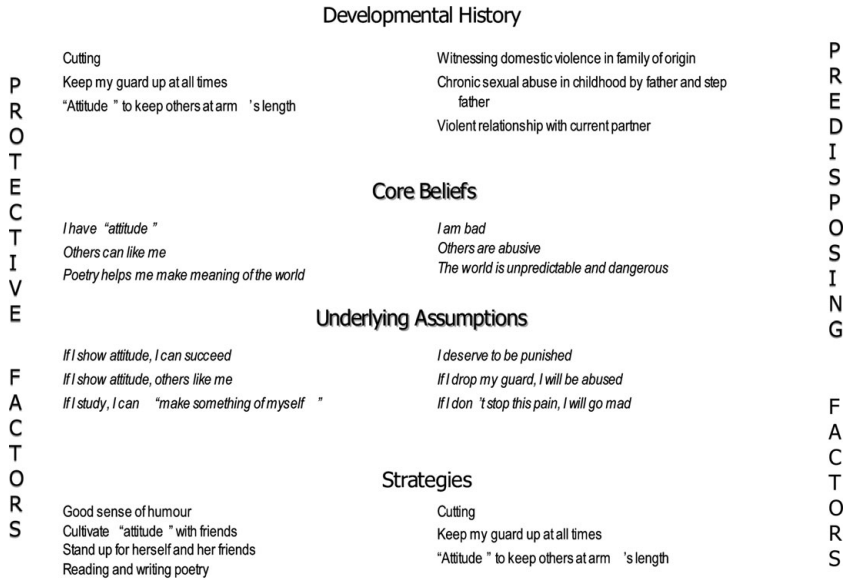 Developmental History
PROTECTIVE FACTORS
Cutting
Keep my guard up at all times
“Attitude ” to keep others at arm ’s length
Witnessing domestic violence in family of origin
Chronic sexual abuse in childhood by father and step
father
Violent relationship with current partner
PREDISPOSING FACTORS
Core Beliefs
I have “attitude ”
Others can like me
Poetry helps me make meaning of the world
I am bad
Others are abusive
The world is unpredictable and dangerous
Underlying Assumptions
If I show attitude, I can succeed
If I show attitude, others like me
If I study, I can “make something of myself ”
I deserve to be punished
If I drop my guard, I will be abused
If I don ’t stop this pain, I will go mad
Strategies
Good sense of humour
Cultivate “attitude ” with friends
Stand up for herself and her friends
Reading and writing poetry
Cutting
Keep my guard up at all times
“Attitude ” to keep others at arm ’s length